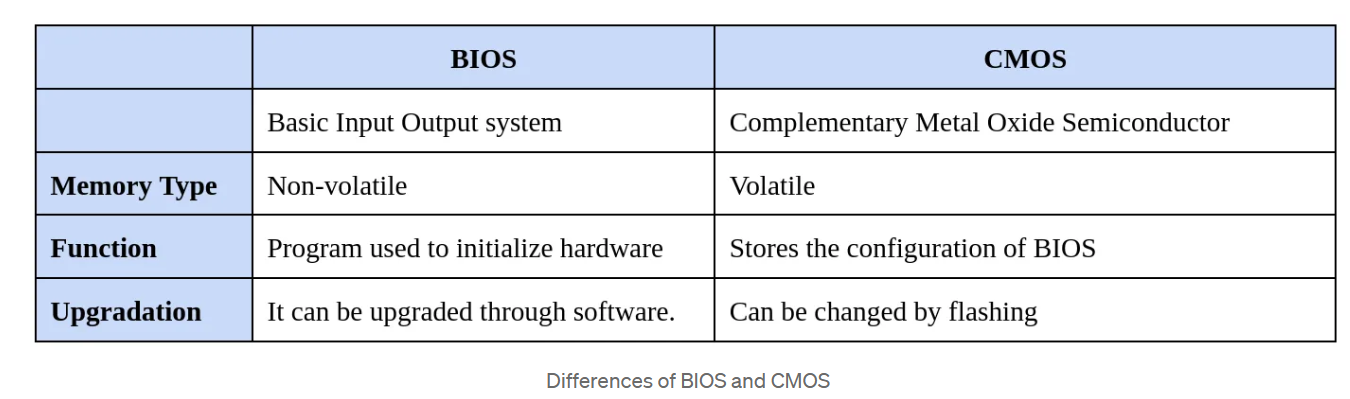 BIOS CMOS
Basic Input Output system Complementary Metal Oxide Semiconductor
Memory Type Non-volatile Volatile
Function Program used to initialize hardware Stores the configuration of BIOS
Upgradation It can be upgraded through software. Can be changed by flashing
Differences of BIOS and CMOS